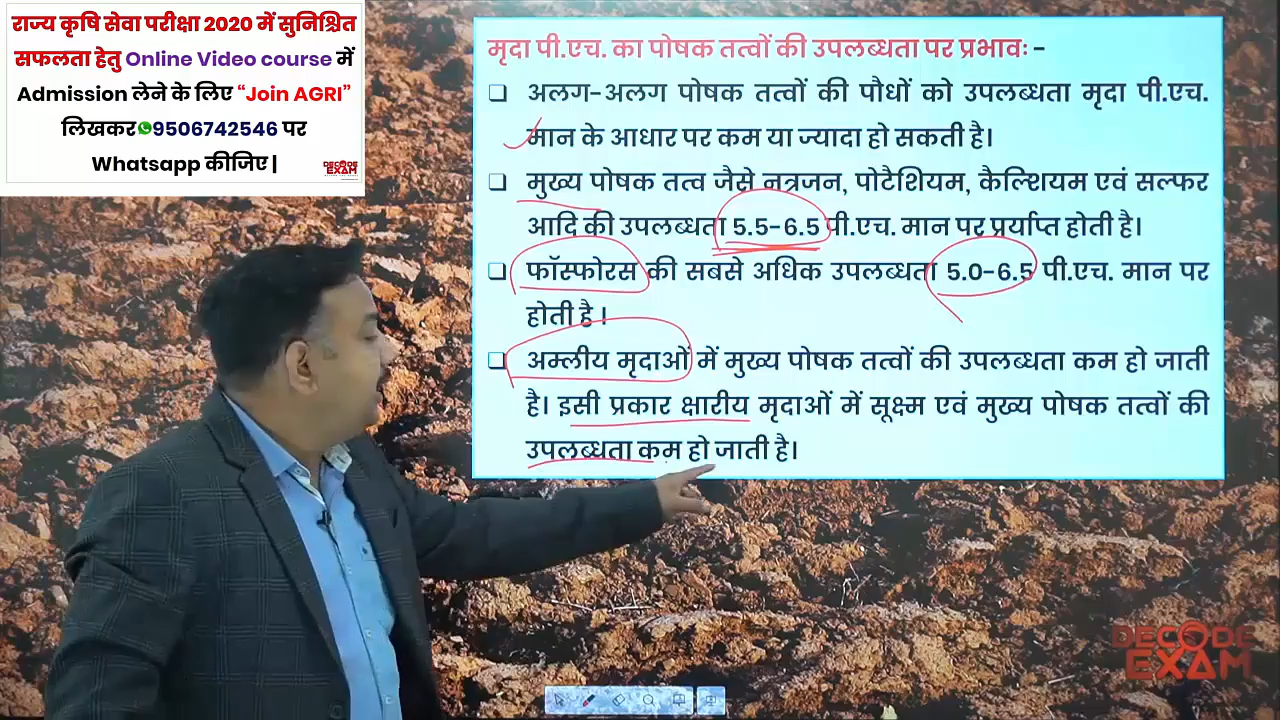 राज्य कृषि सेवा परीक्षा 2020 में सुनिश्चित
सफलता हेतु Online Video course में
Admission लेने के लिए “Join AGRI”
लिखकर 9506742546 पर
Whatsapp कीजिए |
DECODE
EXAM
मृदा पी.एच. का पोषक तत्वों की उपलब्धता पर प्रभावः -
अलग-अलग पोषक तत्वों की पौधों को उपलब्धता मृदा पी.एच.
मान के आधार पर कम या ज्यादा हो सकती है।
मुख्य पोषक तत्व जैसे नत्रजन, पोटैशियम, कैल्शियम एवं सल्फर
आदि की उपलब्धता 5.5-6.5 पी.एच. मान पर प्रर्याप्त होती है।
फॉस्फोरस की सबसे अधिक उपलब्धता 5.0-6.5 पी.एच. मान पर
होती है ।
अम्लीय मृदाओं में मुख्य पोषक तत्वों की उपलब्धता कम हो जाती
है। इसी प्रकार क्षारीय मृदाओं में सूक्ष्म एवं मुख्य पोषक तत्वों की
उपलब्धता कम हो जाती है।
DECODE
EXAM